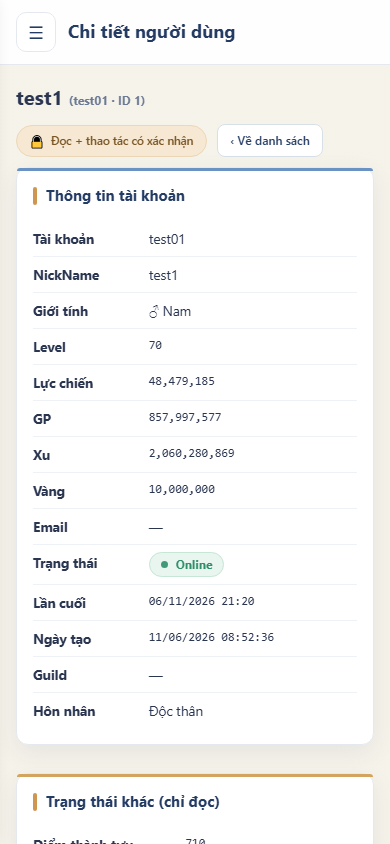 ☰ Chi tiết người dùng
test1 (test01 · ID 1)
🔒 Đọc + thao tác có xác nhận ‹ Về danh sách
Thông tin tài khoản
Tài khoản test01
NickName test1
Giới tính ♂ Nam
Level 70
Lực chiến 48,479,185
GP 857,997,577
Xu 2,060,280,869
Vàng 10,000,000
Email —
Trạng thái Online
Lần cuối 06/11/2026 21:20
Ngày tạo 11/06/2026 08:52:36
Guild —
Hôn nhân Độc thân
Trạng thái khác (chỉ đọc)
Điểm thành tựu 710